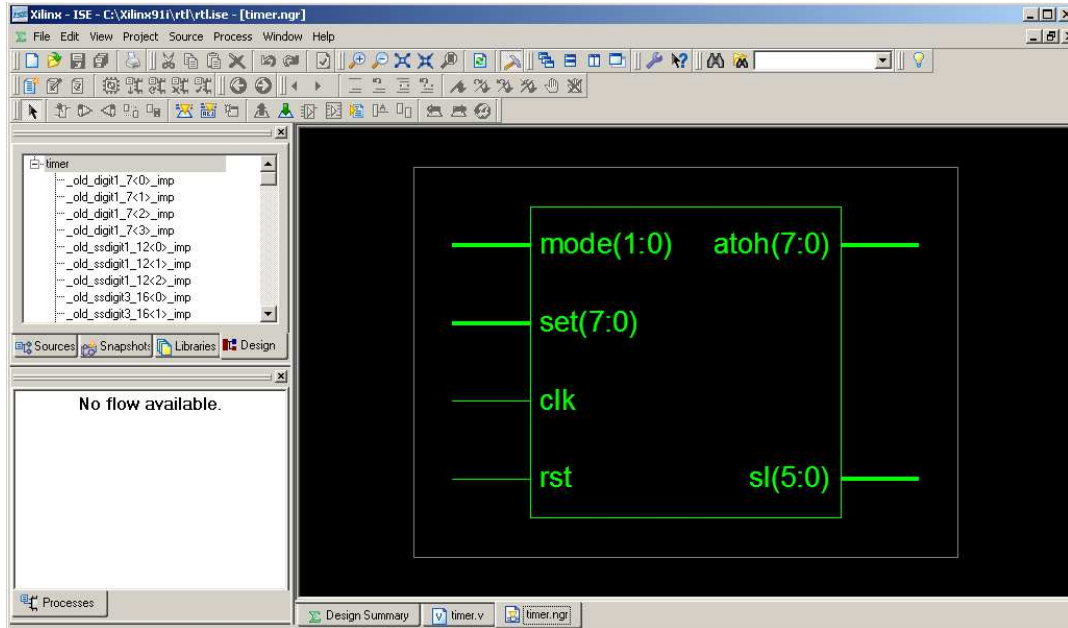 Xilinx - ISE - C:\Xilinx91i\rtl\rtl.ise - [timer.ngr]
File Edit View Project Source Process Window Help
timer
_old_digit1_7<0>_imp
_old_digit1_7<1>_imp
_old_digit1_7<2>_imp
_old_digit1_7<3>_imp
_old_ssdigit1_12<0>_imp
_old_ssdigit1_12<1>_imp
_old_ssdigit1_12<2>_imp
_old_ssdigit3_16<0>_imp
_old_ssdigit3_16<1>_imp
Sources Snapshots Libraries Design
No flow available.
Processes
mode(1:0) atoh(7:0)
set(7:0)
clk
rst sl(5:0)
Design Summary timer.v timer.ngr